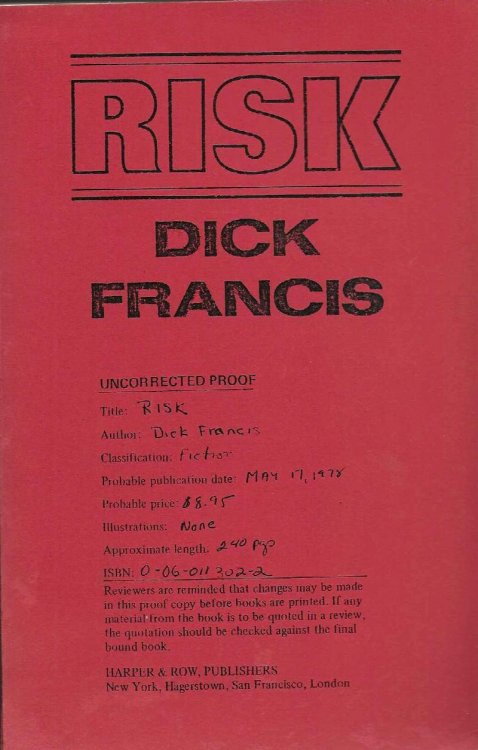 RISK
DICK
FRANCIS
UNCORRECTED PROOF
Title: RISK
Author: Dick Francis
Classification: Fiction
Probable publication date: MAY 17, 1978
Probable price: $8.95
Illustrations: None
Approximate length: 240 pgs
ISBN: 0-06-011302-2
Reviewers are reminded that changes may be made
in this proof copy before books are printed. If any
material from the book is to be quoted in a review,
the quotation should be checked against the final
bound book.
HARPER & ROW, PUBLISHERS
New York, Hagerstown, San Francisco, London